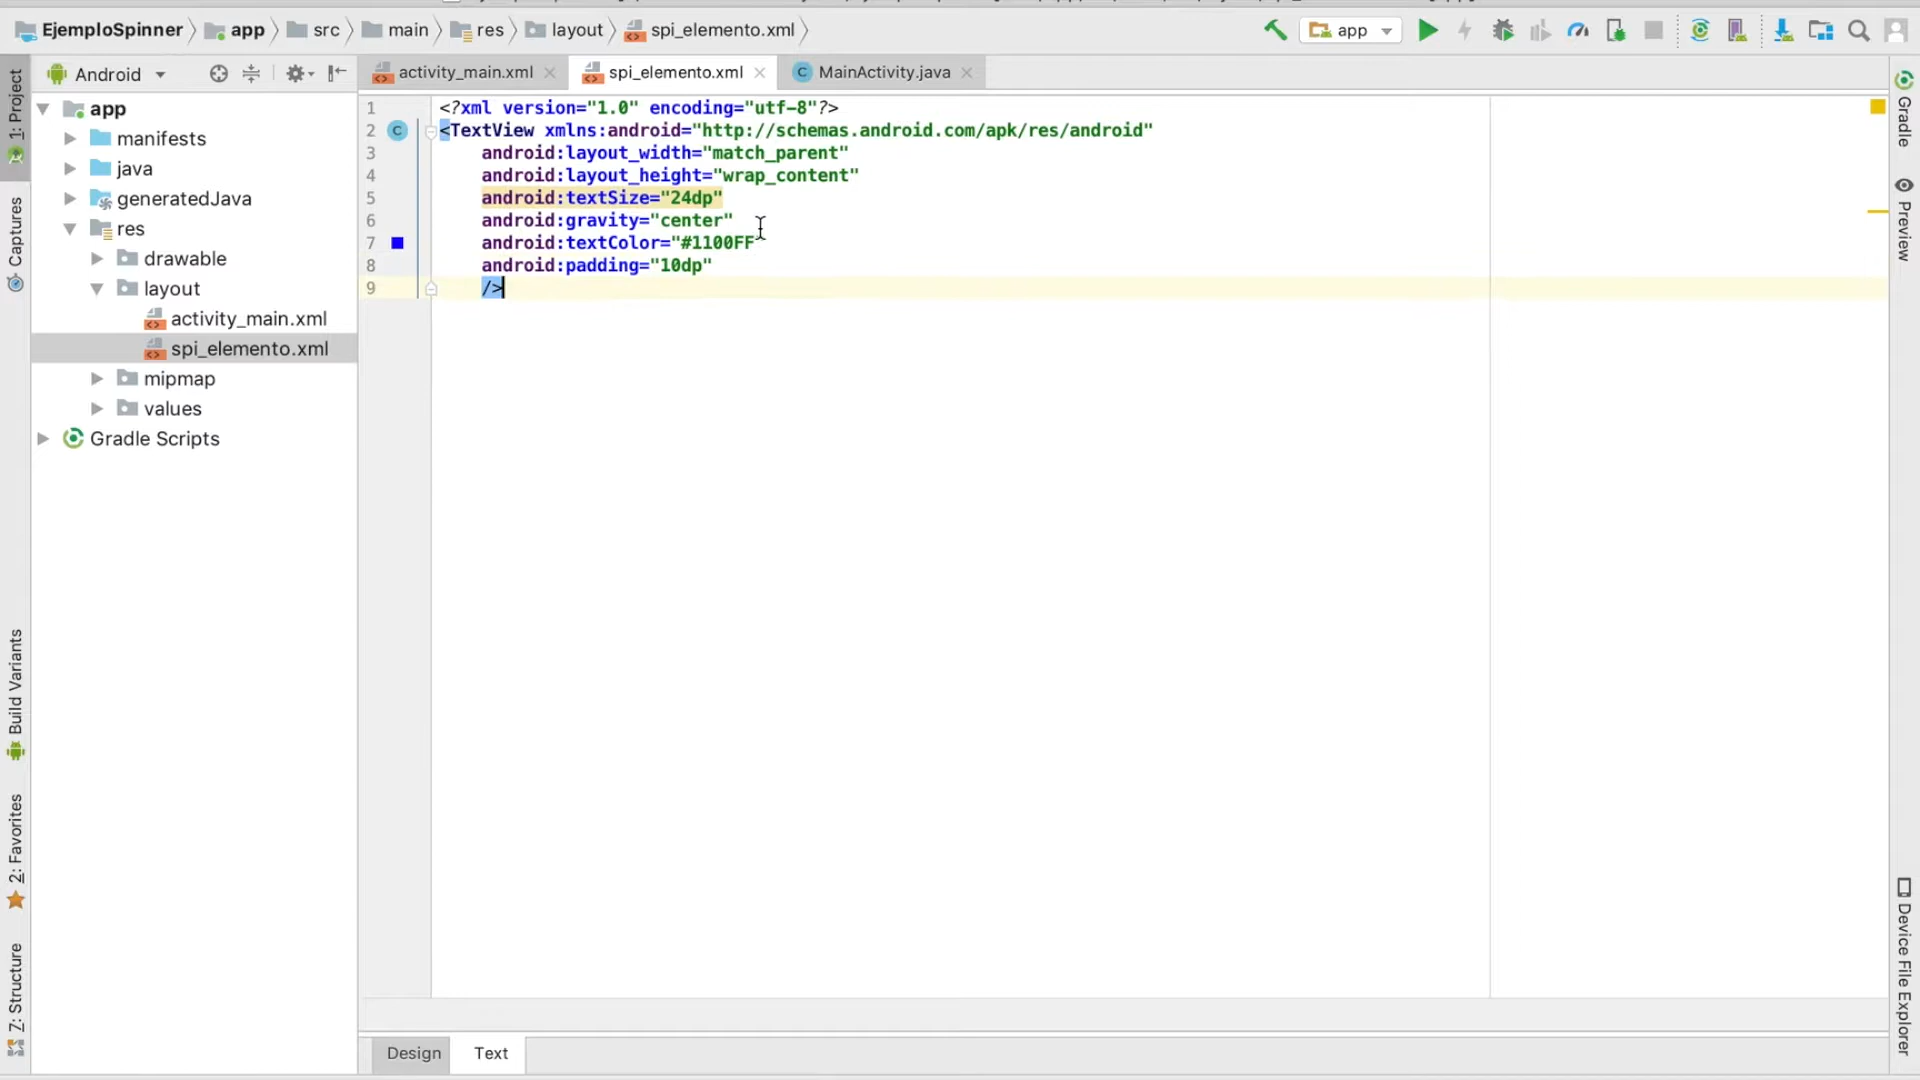 EjemploSpinner app src main res layout spi_elemento.xml app
1: Project
Captures
Build Variants
2: Favorites
7: Structure
Android
app
manifests
java
generatedJava
res
drawable
layout
activity_main.xml
spi_elemento.xml
mipmap
values
Gradle Scripts
activity_main.xml spi_elemento.xml MainActivity.java
1 <?xml version="1.0" encoding="utf-8"?>
2 <TextView xmlns:android="http://schemas.android.com/apk/res/android"
3 android:layout_width="match_parent"
4 android:layout_height="wrap_content"
5 android:textSize="24dp"
6 android:gravity="center"
7 android:textColor="#1100FF"
8 android:padding="10dp"
9 />
Design Text
Gradle
Preview
Device File Explorer